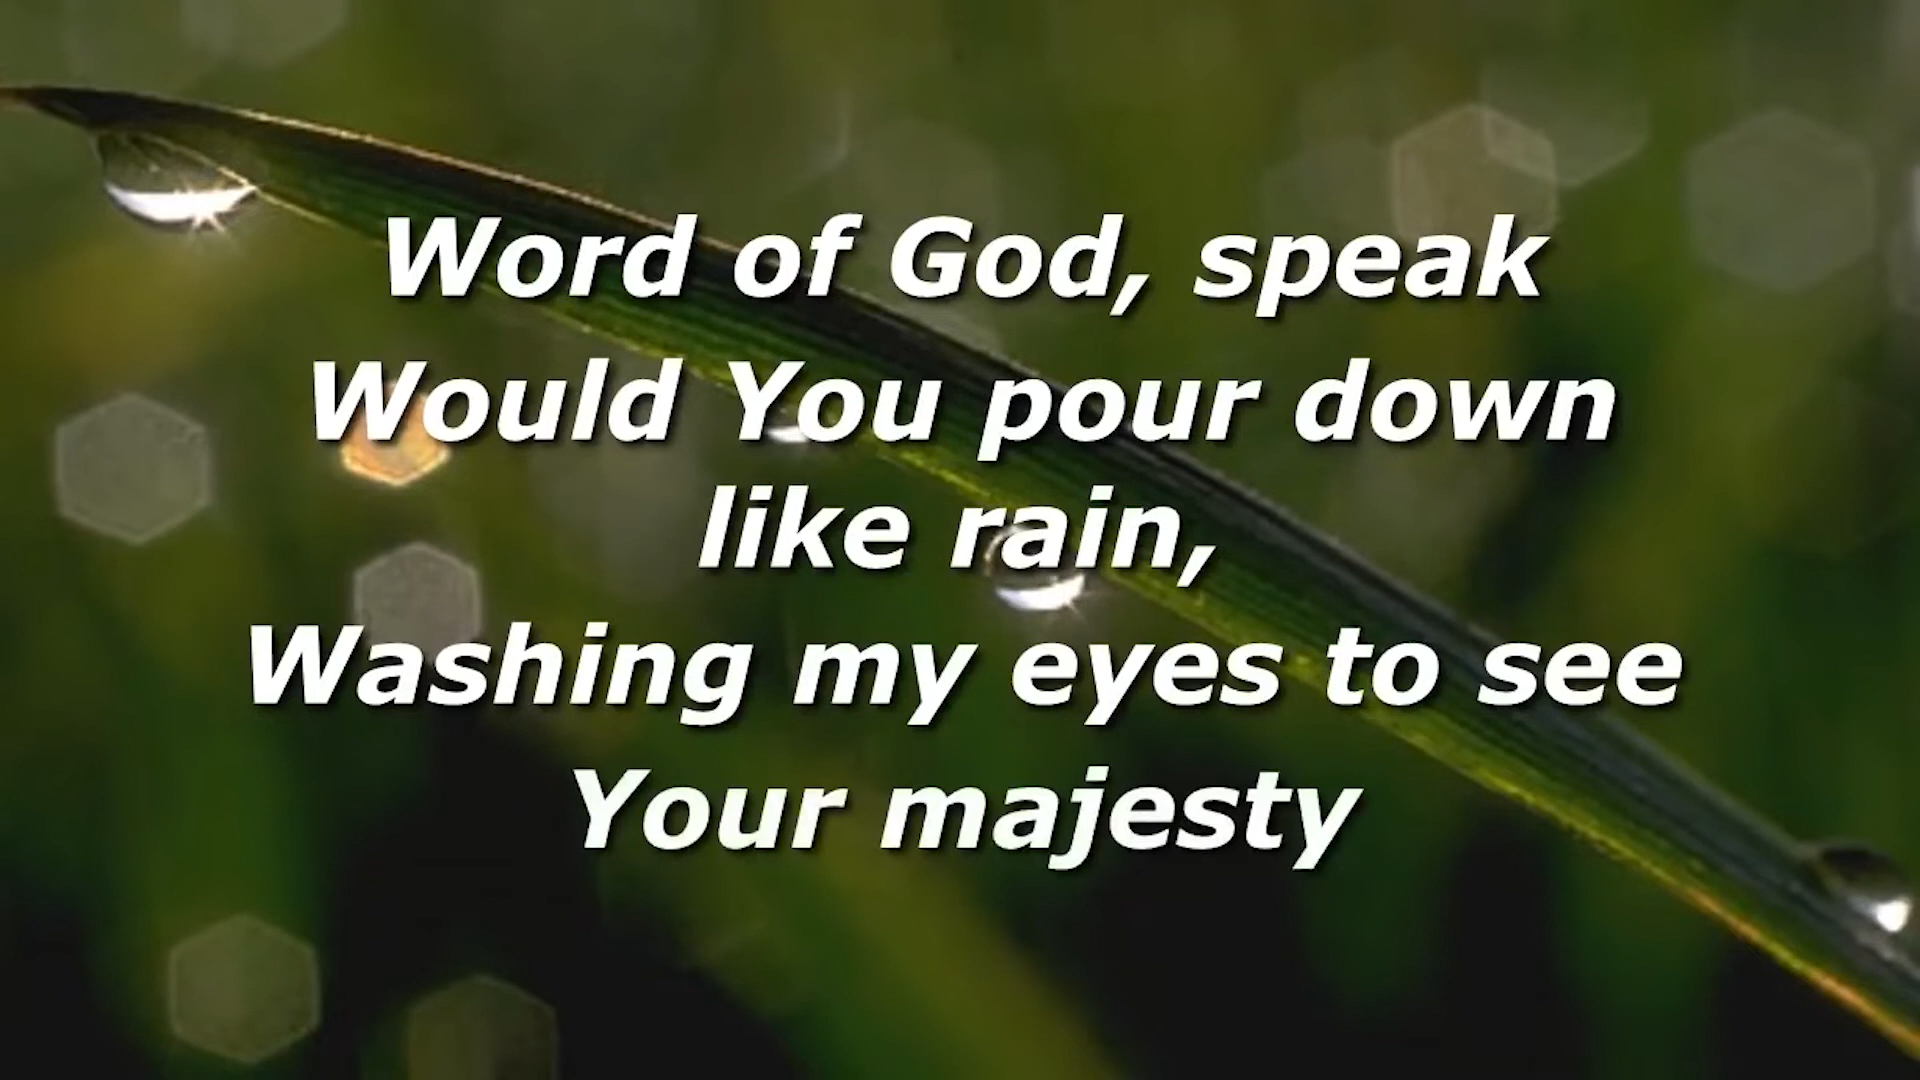 Word of God, speak
Would You pour down
like rain,
Washing my eyes to see
Your majesty